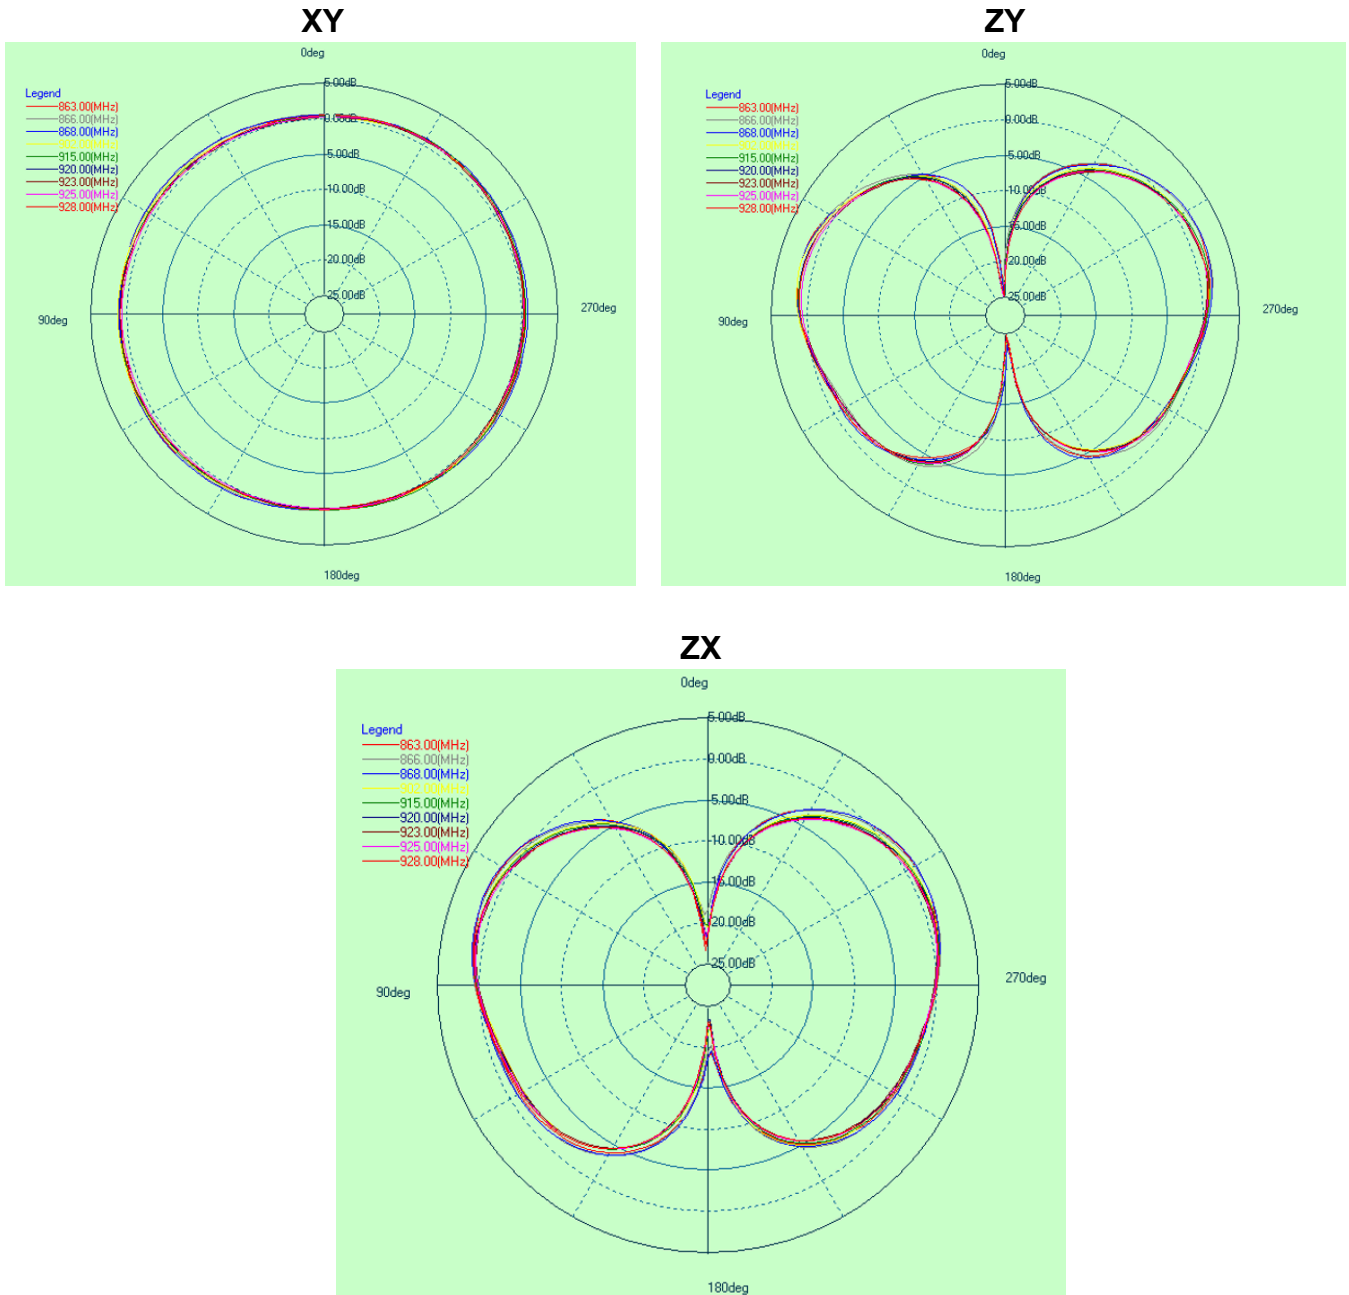 XY
0deg
Legend
863.00(MHz)
866.00(MHz)
868.00(MHz)
902.00(MHz)
915.00(MHz)
920.00(MHz)
923.00(MHz)
925.00(MHz)
928.00(MHz)
5.00dB
0.00dB
5.00dB
10.00dB
15.00dB
20.00dB
25.00dB
90deg
270deg
180deg
ZY
0deg
Legend
863.00(MHz)
866.00(MHz)
868.00(MHz)
902.00(MHz)
915.00(MHz)
920.00(MHz)
923.00(MHz)
925.00(MHz)
928.00(MHz)
5.00dB
0.00dB
5.00dB
10.00dB
15.00dB
20.00dB
25.00dB
90deg
270deg
180deg
ZX
0deg
Legend
863.00(MHz)
866.00(MHz)
868.00(MHz)
902.00(MHz)
915.00(MHz)
920.00(MHz)
923.00(MHz)
925.00(MHz)
928.00(MHz)
5.00dB
0.00dB
5.00dB
10.00dB
15.00dB
20.00dB
25.00dB
90deg
270deg
180deg